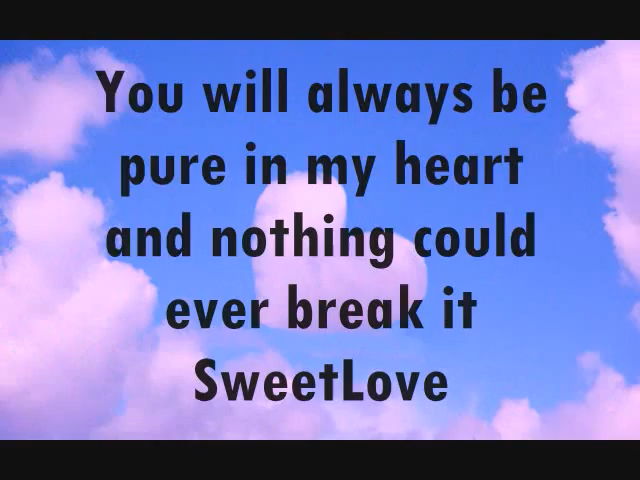 You will always be
pure in my heart
and nothing could
ever break it
SweetLove